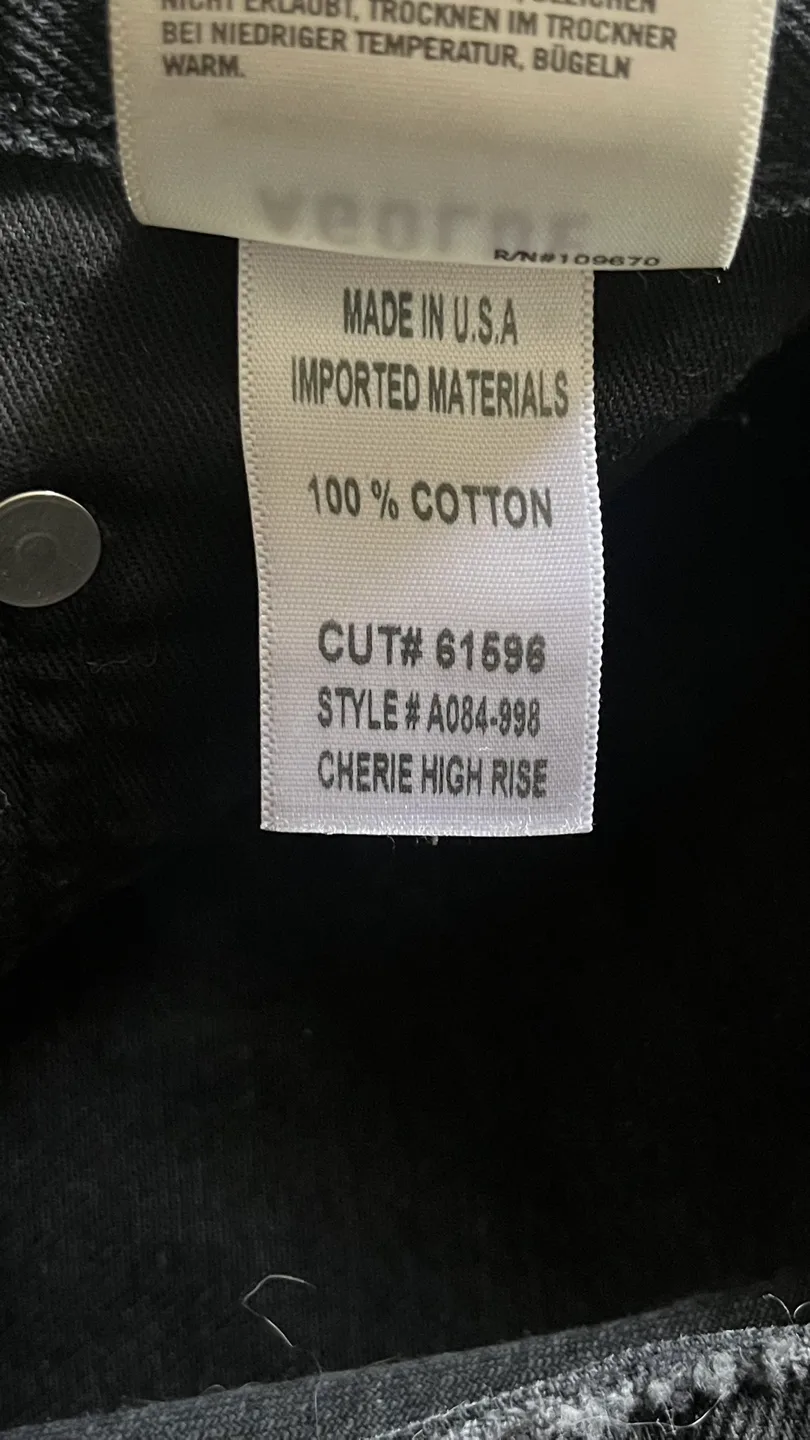 NICHT ERLAUBT, TROCKNEN IM TROCKNER
BEI NIEDRIGER TEMPERATUR, BÜGELN
WARM.
R/N#109670
MADE IN U.S.A
IMPORTED MATERIALS
100 % COTTON
CUT# 61596
STYLE # A084-998
CHERIE HIGH RISE